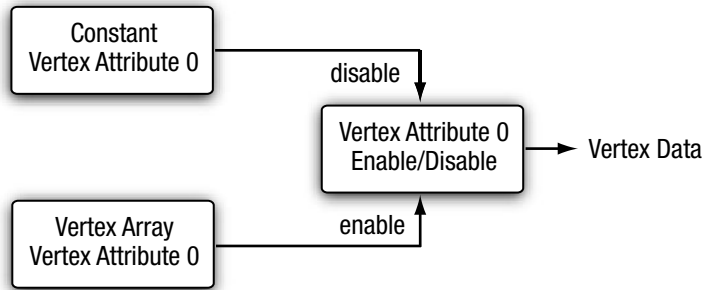 Constant
Vertex Attribute 0
disable
Vertex Attribute 0
Enable/Disable
Vertex Data
enable
Vertex Array
Vertex Attribute 0